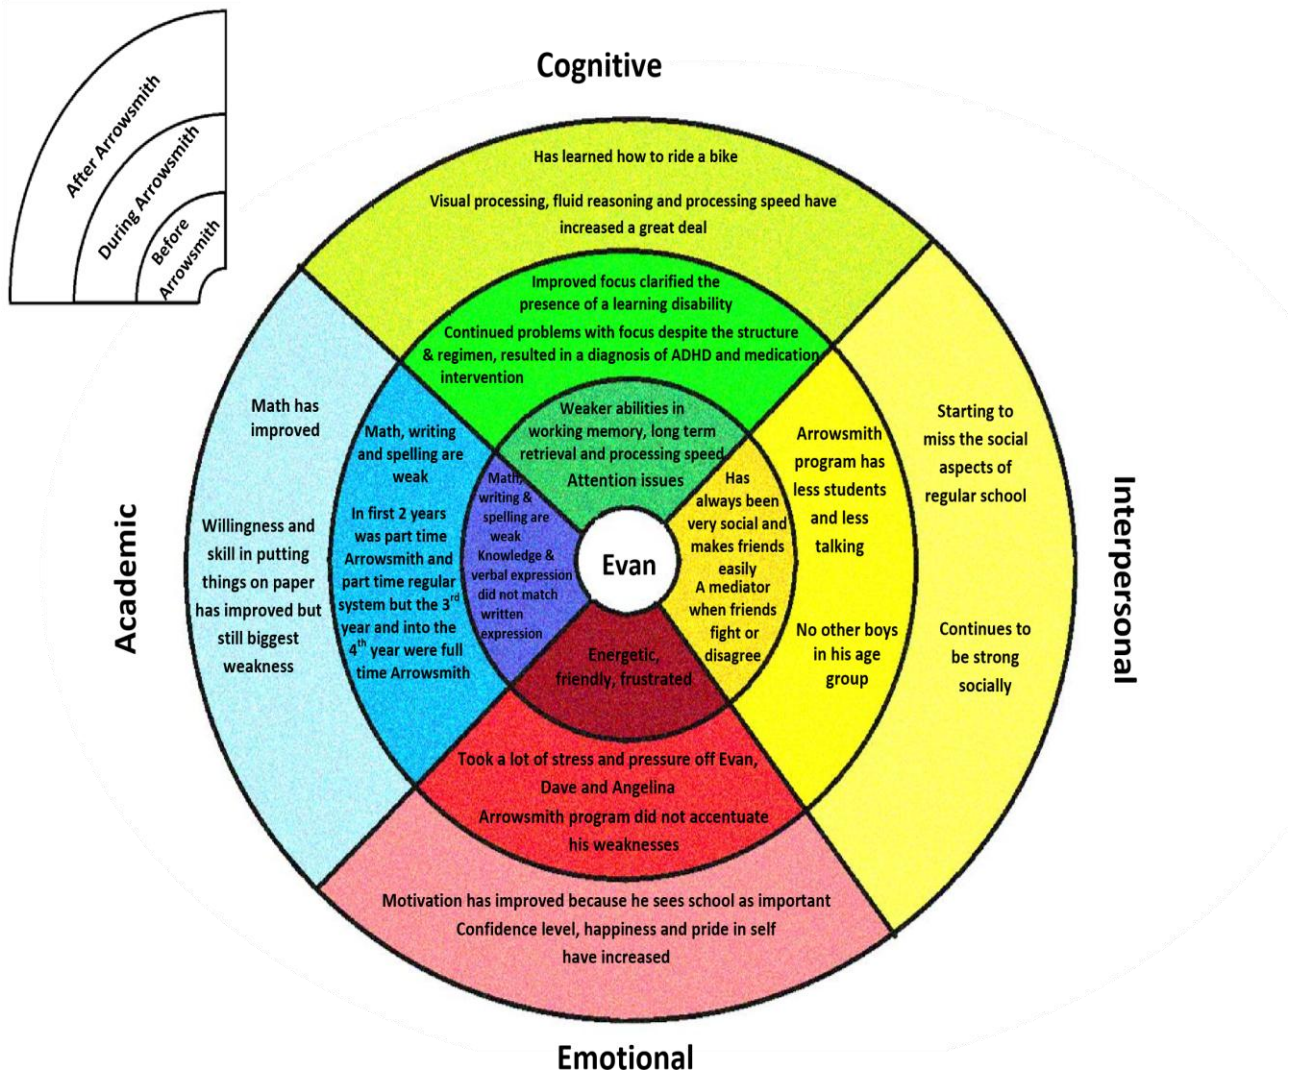 After Arrowsmith
During Arrowsmith
Before
Arrowsmith
Cognitive
Has learned how to ride a bike
Visual processing, fluid reasoning and processing speed have
increased a great deal
Improved focus clarified the
presence of a learning disability
Continued problems with focus despite the structure
& regimen, resulted in a diagnosis of ADHD and medication
intervention
Weaker abilities in
working memory, long term
retrieval and processing speed
Attention issues
Academic
Math has
improved
Willingness and
skill in putting
things on paper
has improved but
still biggest
weakness
Math, writing
and spelling are
weak
In first 2 years
was part time
Arrowsmith and
part time regular
system but the 3rd
year and into the
4th year were full
time Arrowsmith
Math,
writing &
spelling are
weak
Knowledge &
verbal expression
did not match
written
expression
Evan
Has
always been
very social and
makes friends
easily
A mediator
when friends
fight or
disagree
Arrowsmith
program has
less students
and less
talking
No other boys
in his age
group
Starting to
miss the social
aspects of
regular school
Continues to
be strong
socially
Interpersonal
Energetic,
friendly, frustrated
Took a lot of stress and pressure off Evan,
Dave and Angelina
Arrowsmith program did not accentuate
his weaknesses
Motivation has improved because he sees school as important
Confidence level, happiness and pride in self
have increased
Emotional